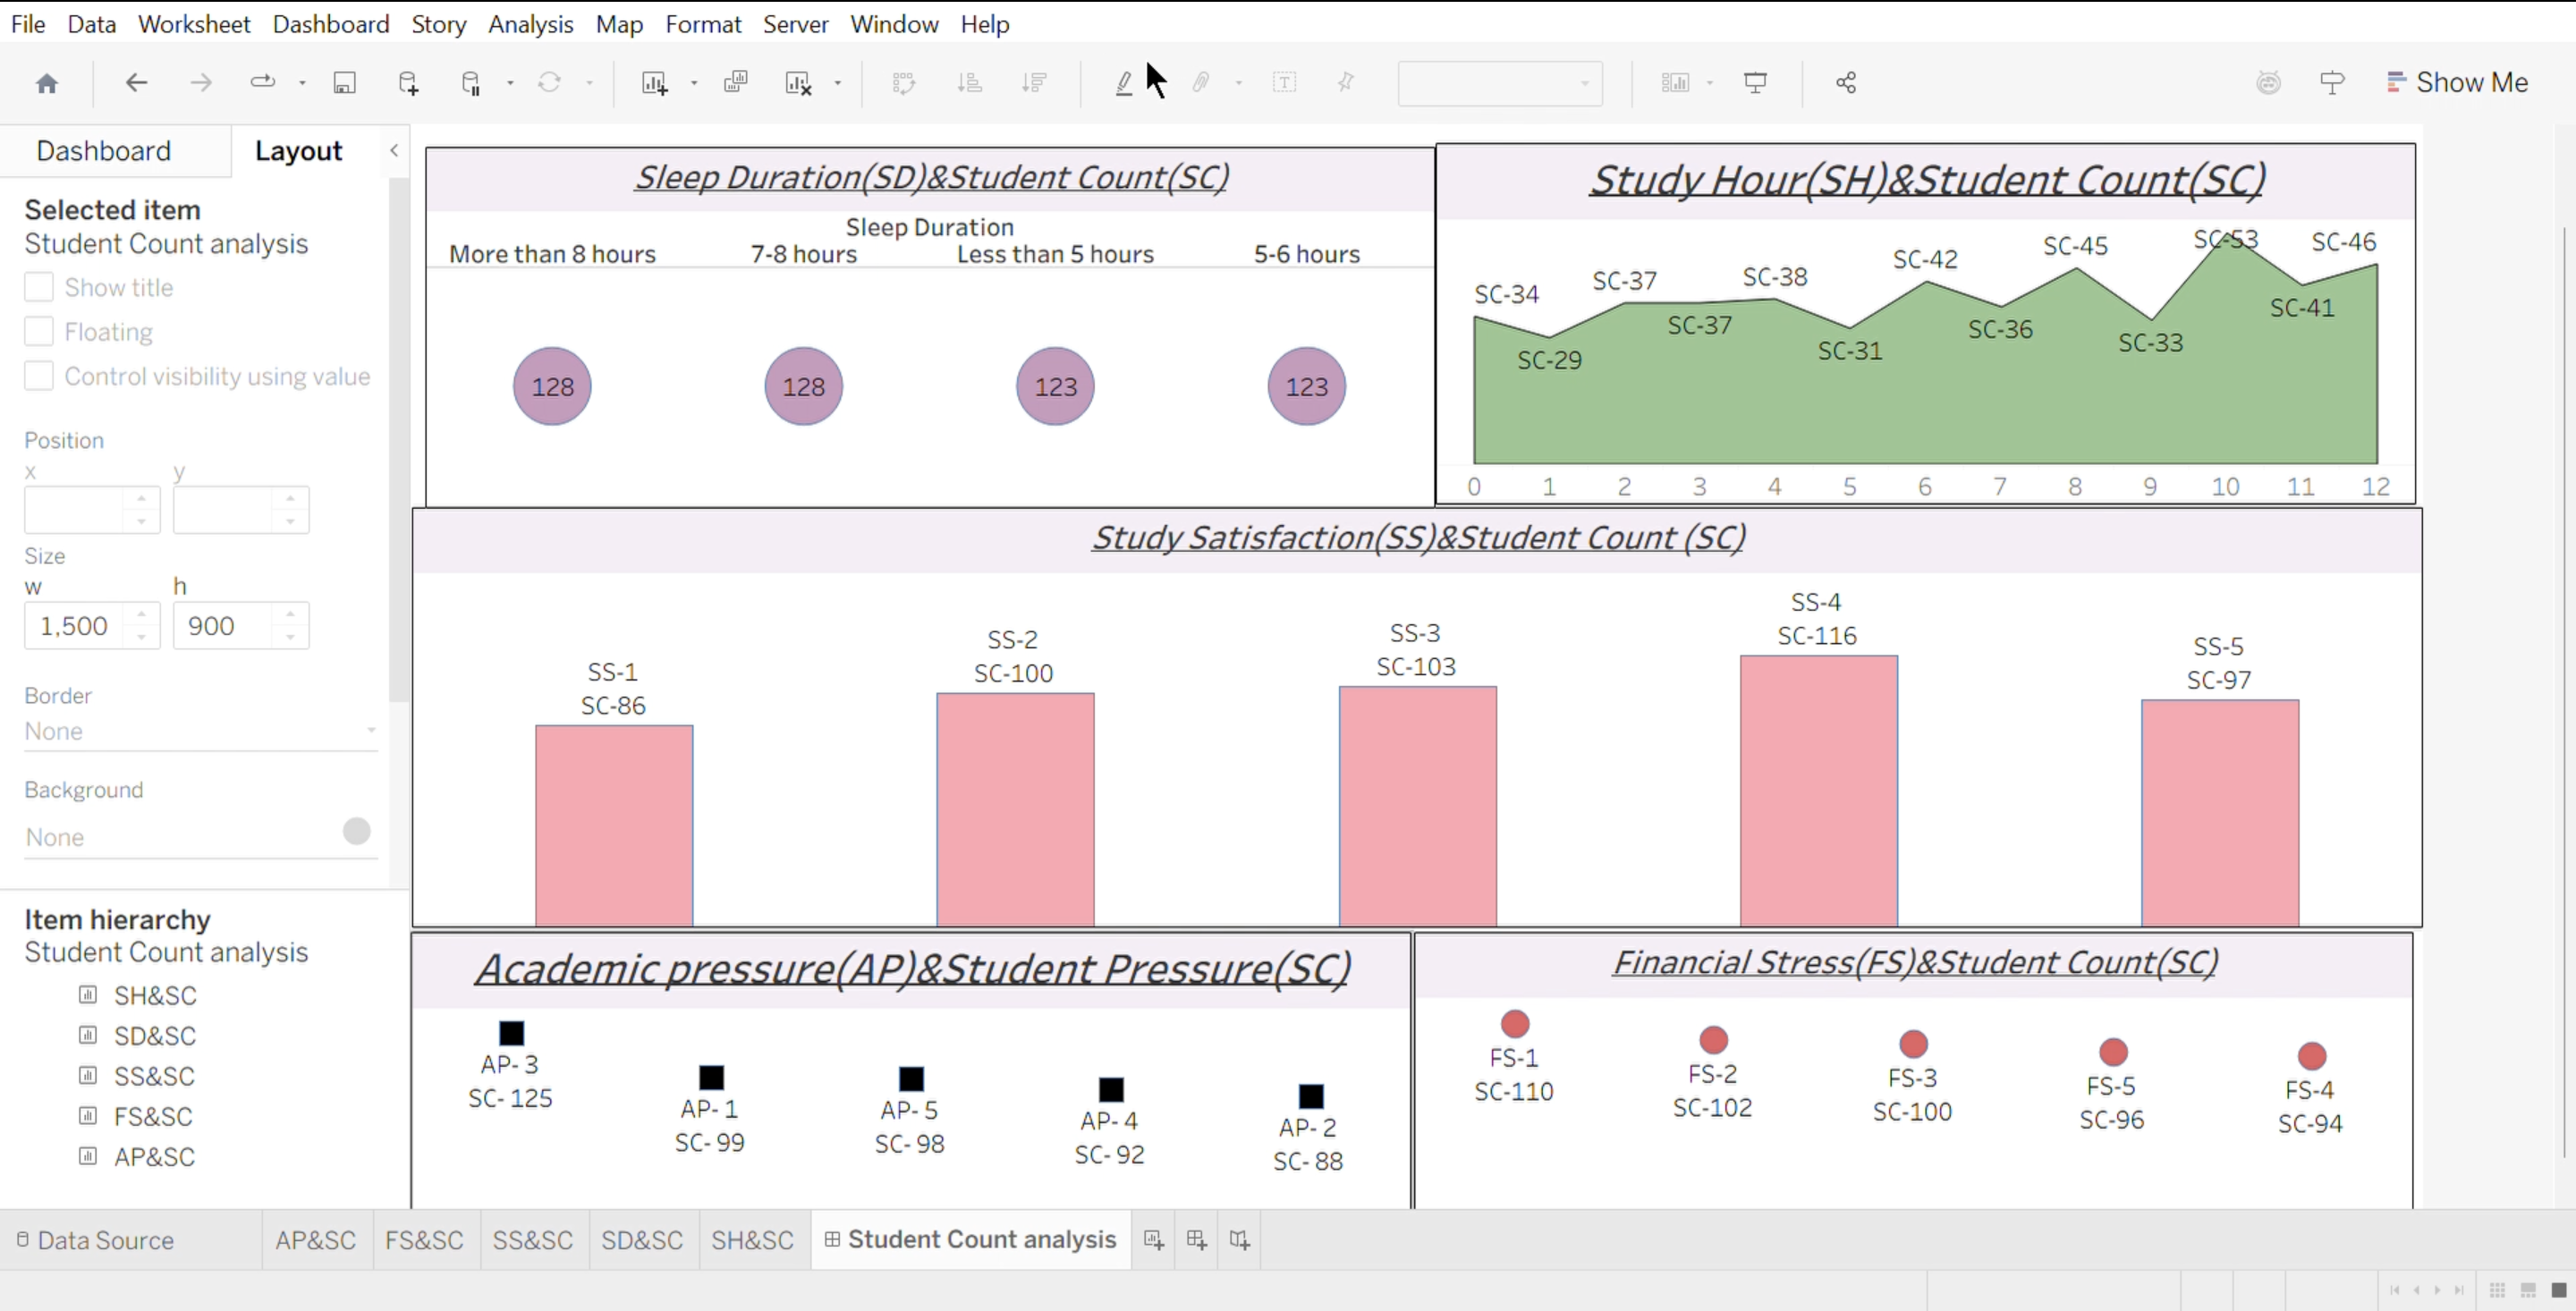 File Data Worksheet Dashboard Story Analysis Map Format Server Window Help
Show Me
Dashboard Layout
Selected item
Student Count analysis
Show title
Floating
Control visibility using value
Position
x y
Size
w h
1,500 900
Border
None
Background
None
Item hierarchy
Student Count analysis
SH&SC
SD&SC
SS&SC
FS&SC
AP&SC
Sleep Duration(SD)&Student Count(SC)
Sleep Duration
More than 8 hours 7-8 hours Less than 5 hours 5-6 hours
128 128 123 123
Study Hour(SH)&Student Count(SC)
SC-34 SC-29 SC-37 SC-37 SC-38 SC-31 SC-42 SC-36 SC-45 SC-33 SC-53 SC-41 SC-46
0 1 2 3 4 5 6 7 8 9 10 11 12
Study Satisfaction(SS)&Student Count (SC)
SS-1
SC-86
SS-2
SC-100
SS-3
SC-103
SS-4
SC-116
SS-5
SC-97
Academic pressure(AP)&Student Pressure(SC)
AP- 3
SC- 125
AP- 1
SC- 99
AP- 5
SC- 98
AP- 4
SC- 92
AP- 2
SC- 88
Financial Stress(FS)&Student Count(SC)
FS-1
SC-110
FS-2
SC-102
FS-3
SC-100
FS-5
SC-96
FS-4
SC-94
Data Source AP&SC FS&SC SS&SC SD&SC SH&SC Student Count analysis